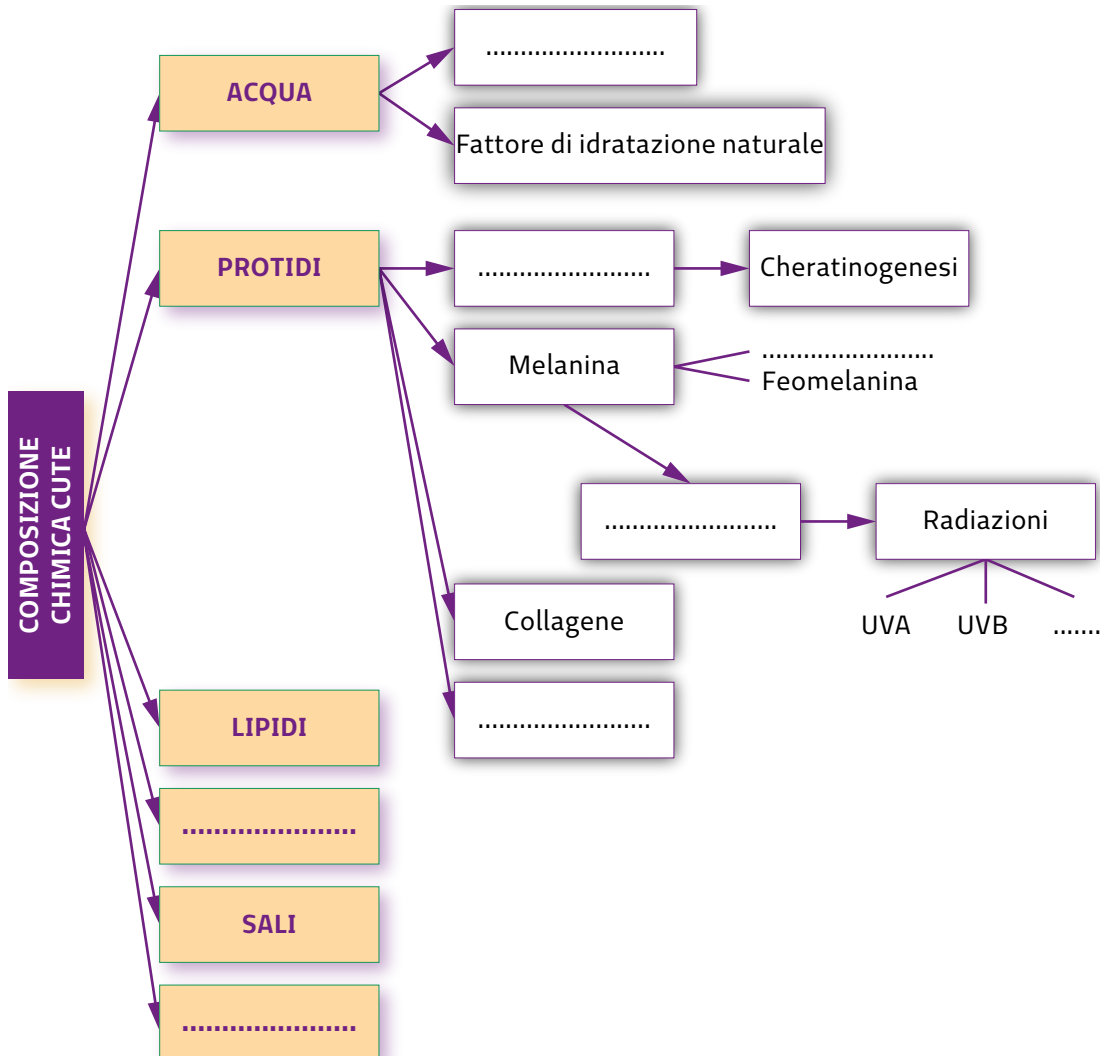 COMPOSIZIONE
CHIMICA CUTE
ACQUA
..........................
Fattore di idratazione naturale
PROTIDI
.........................
Cheratinogenesi
Melanina
.........................
Feomelanina
.........................
Radiazioni
UVA UVB .......
Collagene
.........................
LIPIDI
......................
SALI
......................